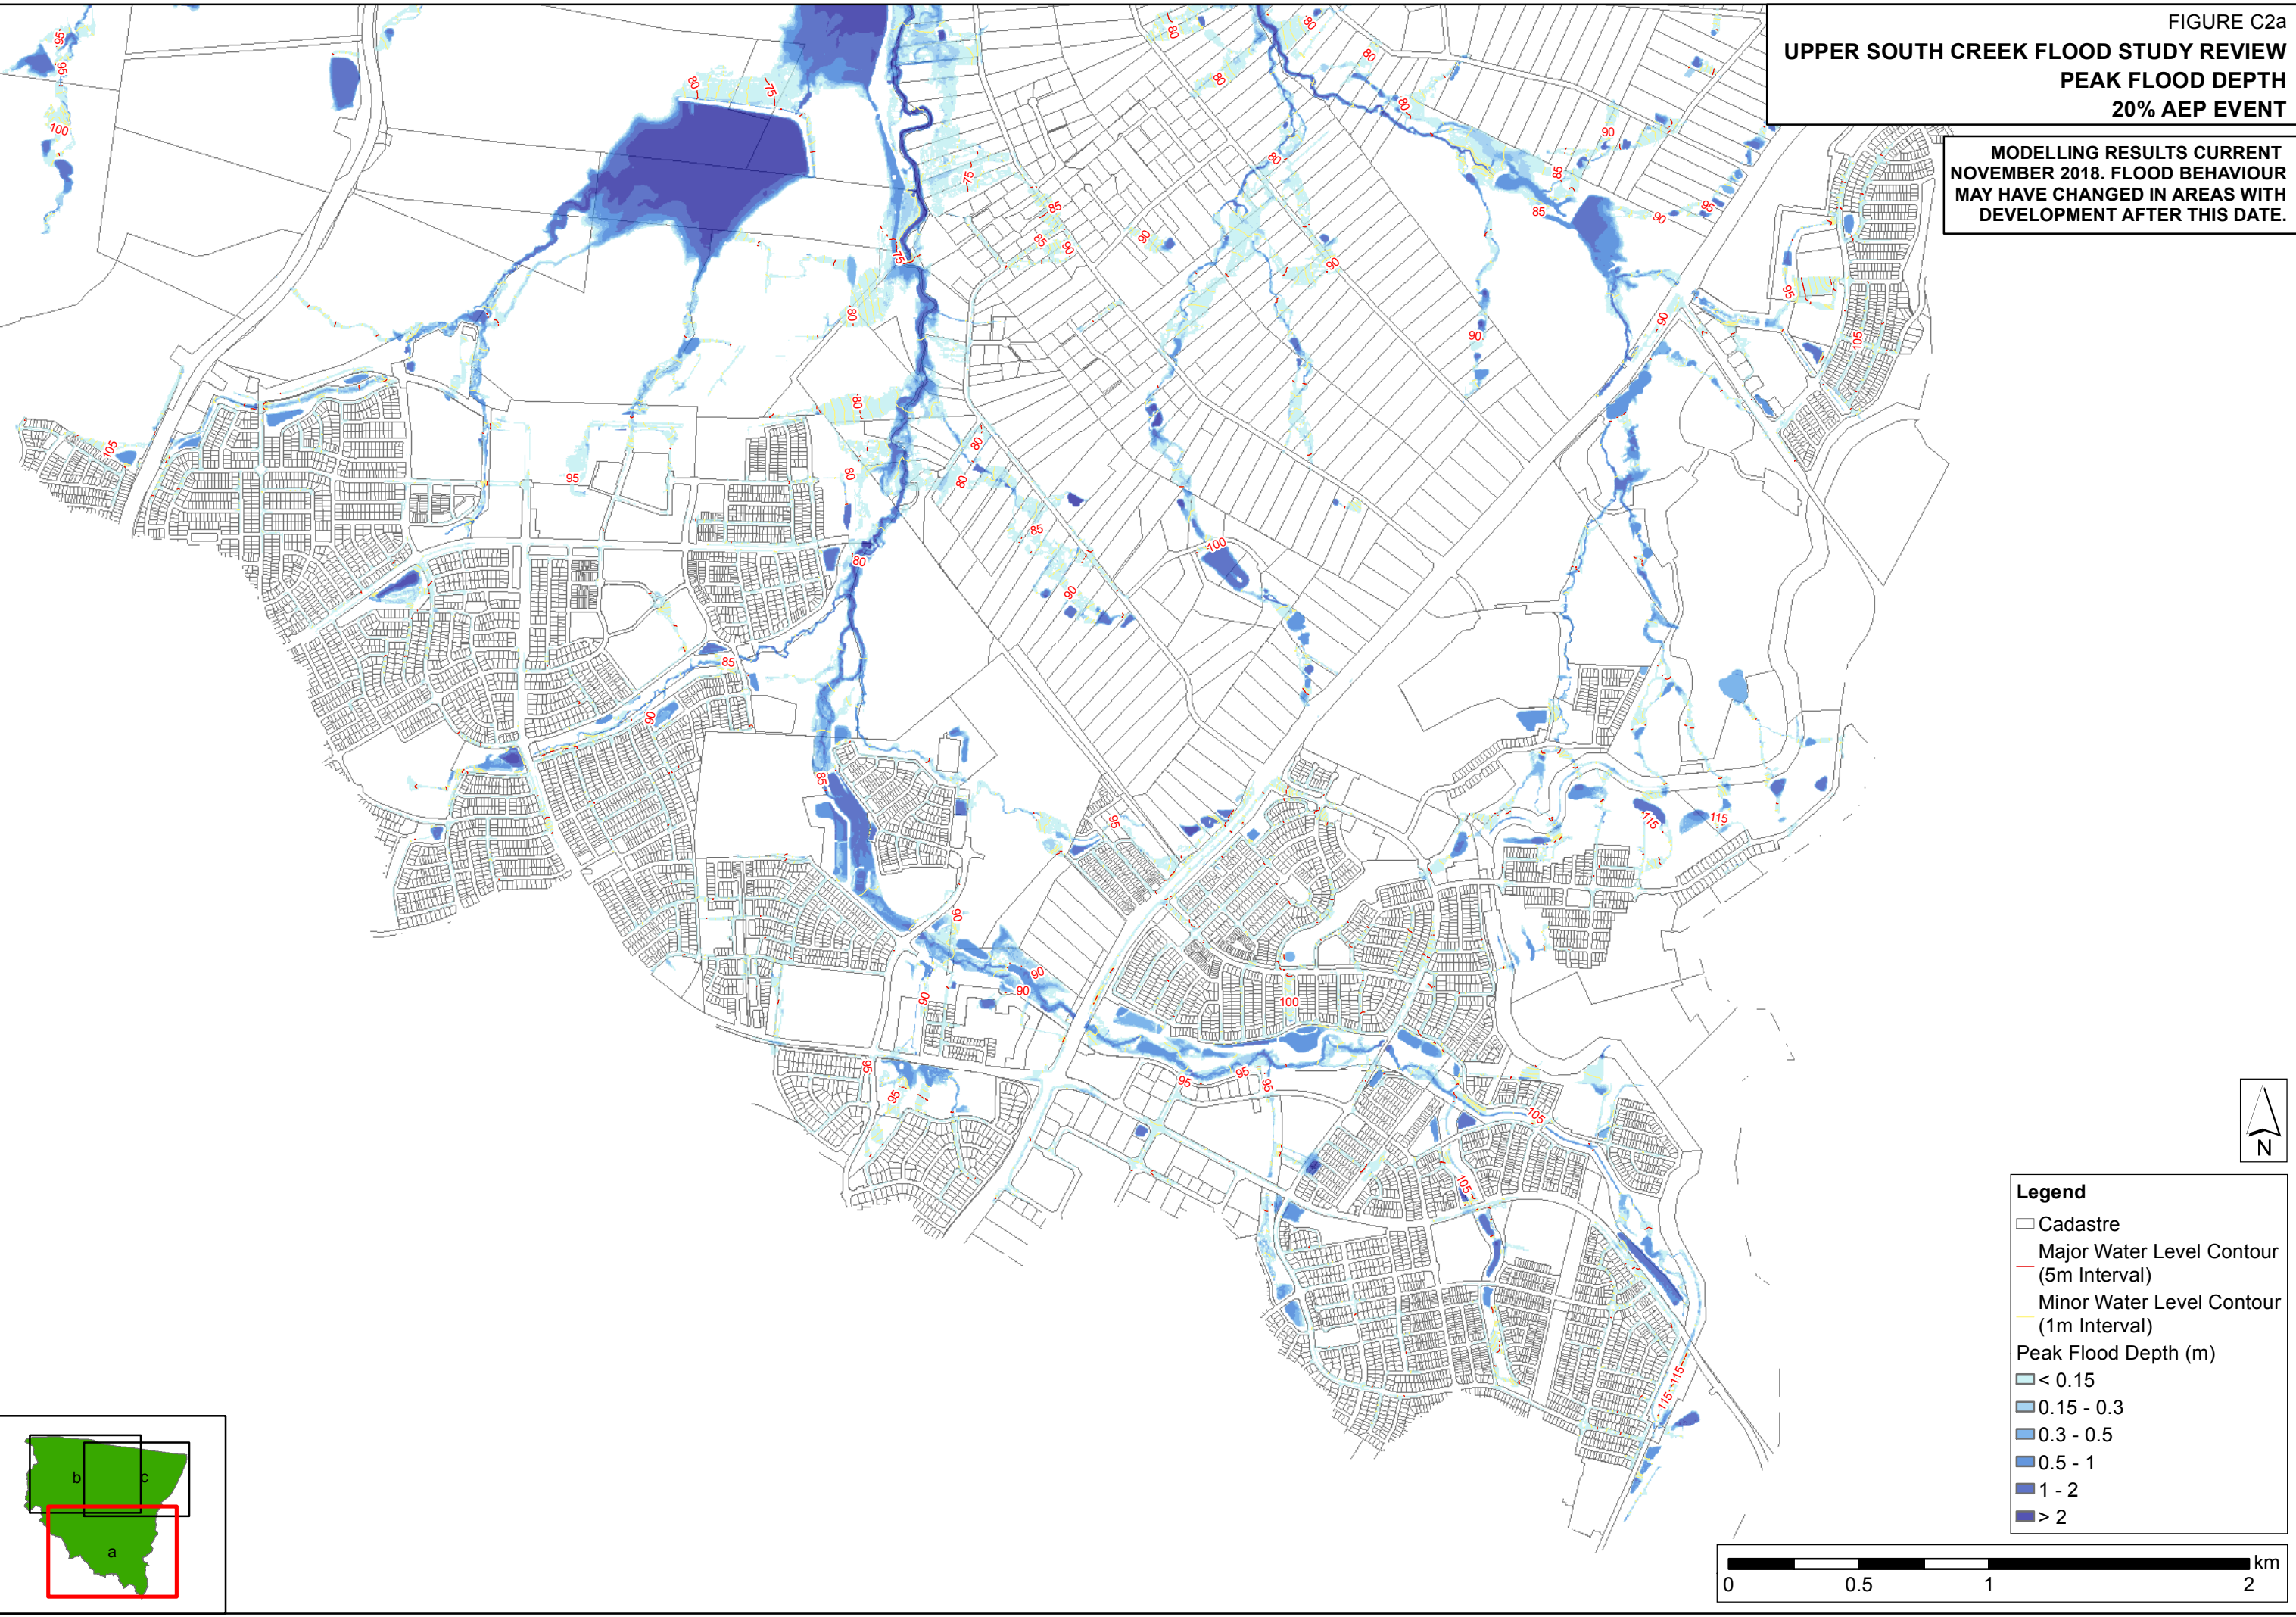 FIGURE C2a
UPPER SOUTH CREEK FLOOD STUDY REVIEW
PEAK FLOOD DEPTH
20% AEP EVENT
MODELLING RESULTS CURRENT
NOVEMBER 2018. FLOOD BEHAVIOUR
MAY HAVE CHANGED IN AREAS WITH
DEVELOPMENT AFTER THIS DATE.
95
95
100
80
75
80
80
80
80
80
90
85
75
80
85
90
95
85
85
90
90
75
90
95
80
90
90
105
80
105
80
80
95
80
85
100
80
90
85
90
85
95
115
115
90
90
90
90
100
95
95
95
95
95
105
105
115
115
N
Legend
Cadastre
Major Water Level Contour
(5m Interval)
Minor Water Level Contour
(1m Interval)
Peak Flood Depth (m)
< 0.15
0.15 - 0.3
0.3 - 0.5
0.5 - 1
1 - 2
> 2
b
c
a
km
0
0.5
1
2